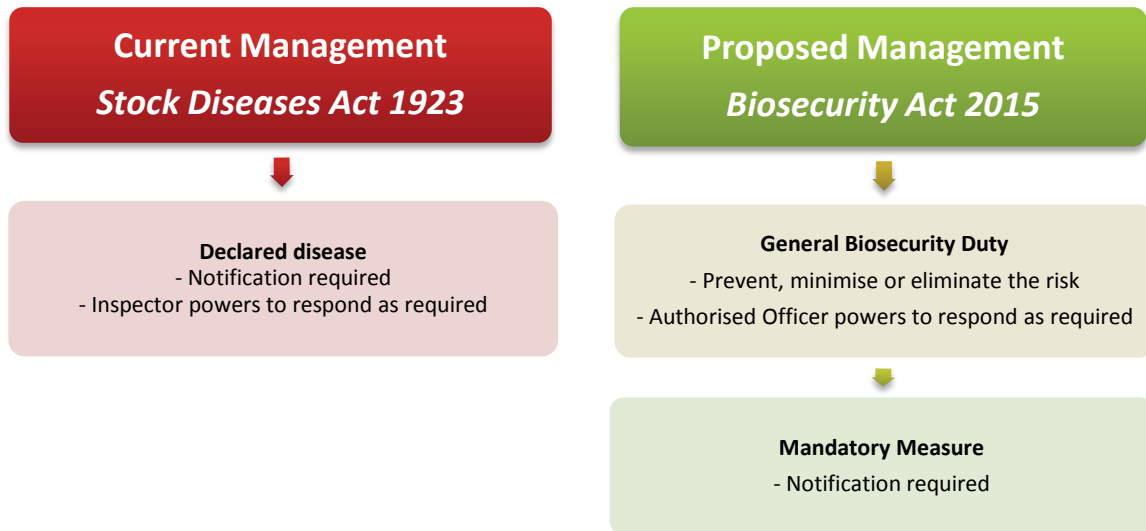 Current Management
Stock Diseases Act 1923
Declared disease
- Notification required
- Inspector powers to respond as required
Proposed Management
Biosecurity Act 2015
General Biosecurity Duty
- Prevent, minimise or eliminate the risk
- Authorised Officer powers to respond as required
Mandatory Measure
- Notification required